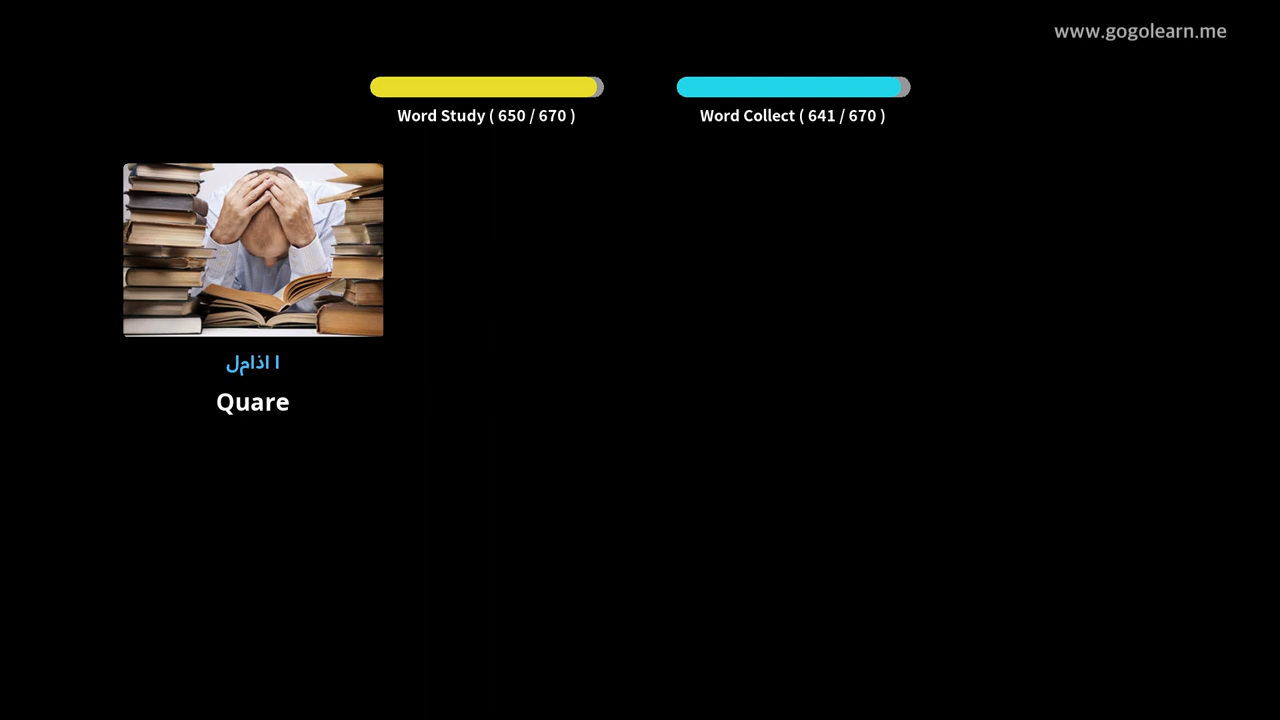 www.gogolearn.me
Word Study ( 650 / 670 )
Word Collect ( 641 / 670 )
ا اذامل
Quare